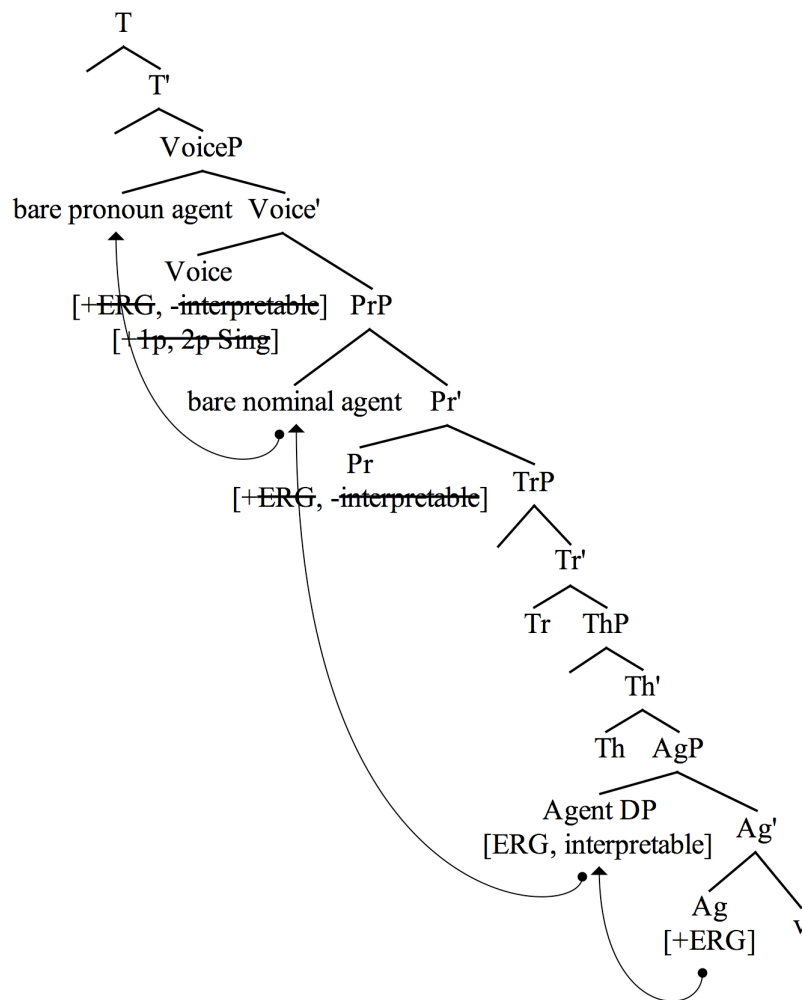 T
T'
VoiceP
bare pronoun agent Voice'
Voice
[+ERG, -interpretable] PrP
[+1p, 2p Sing]
bare nominal agent Pr'
Pr
[+ERG, -interpretable] TrP
Tr'
Tr ThP
Th'
Th AgP
Agent DP Ag'
[ERG, interpretable]
Ag v
[+ERG]